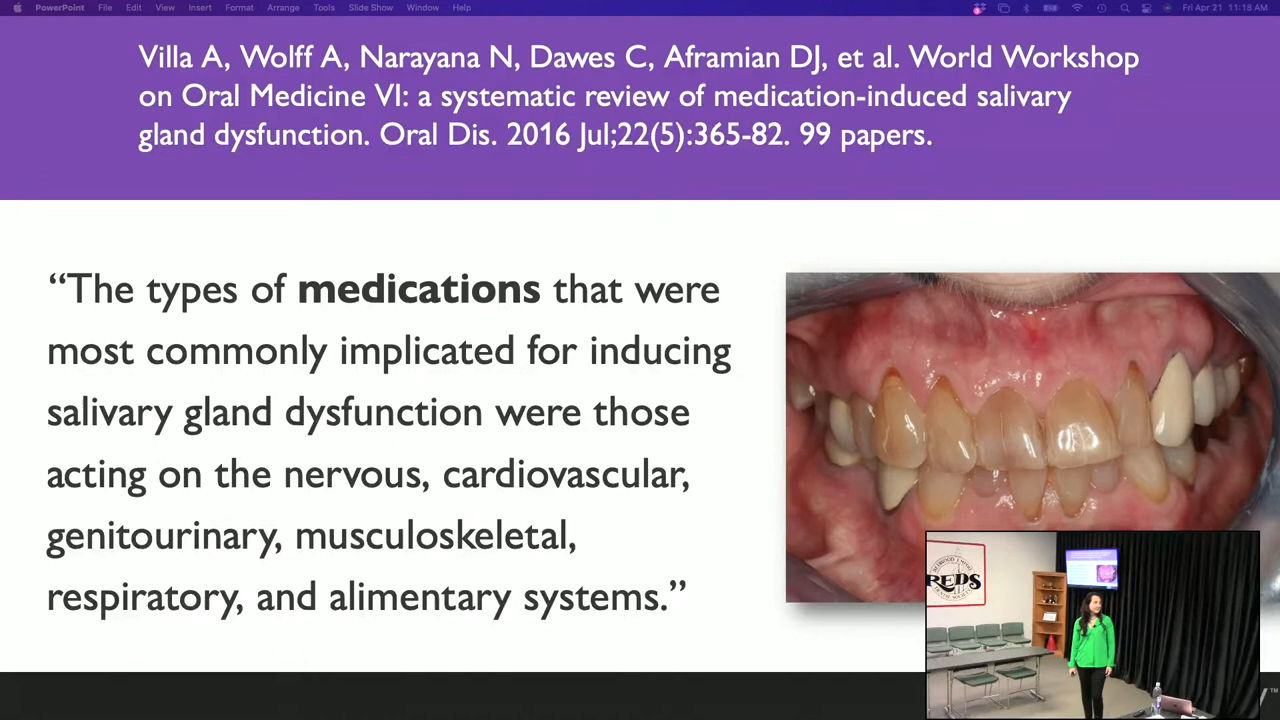 PowerPoint File Edit View Insert Format Arrange Tools Slide Show Window Help Fri Apr 21 11:18 AM
Villa A, Wolff A, Narayana N, Dawes C, Aframian DJ, et al. World Workshop
on Oral Medicine VI: a systematic review of medication-induced salivary
gland dysfunction. Oral Dis. 2016 Jul;22(5):365-82. 99 papers.
“The types of medications that were
most commonly implicated for inducing
salivary gland dysfunction were those
acting on the nervous, cardiovascular,
genitourinary, musculoskeletal,
respiratory, and alimentary systems.”
REDS